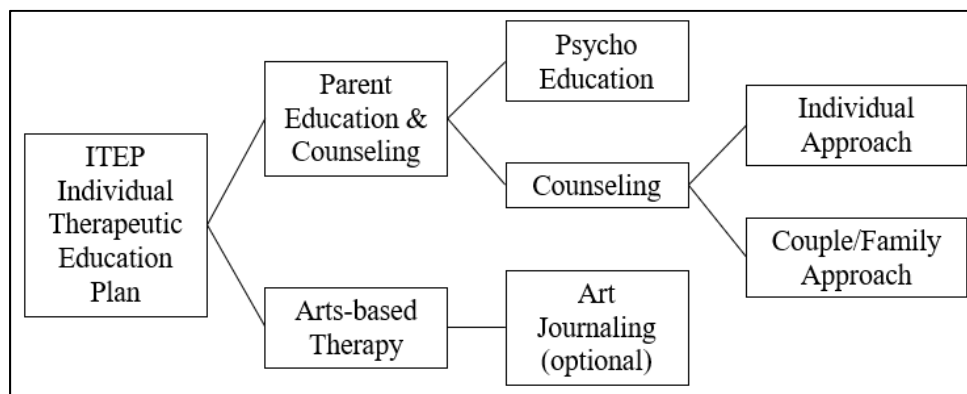 ITEP
Individual
Therapeutic
Education
Plan
Parent
Education &
Counseling
Arts-based
Therapy
Psycho
Education
Counseling
Art
Journaling
(optional)
Individual
Approach
Couple/Family
Approach